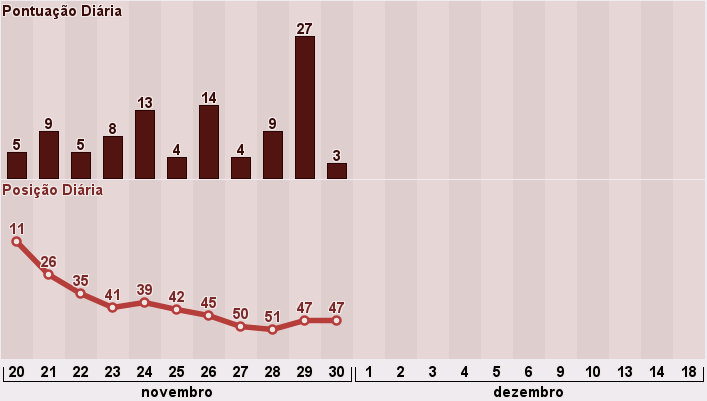 Pontuação Diária
5 9 5 8 13 4 14 4 9 27 3
Posição Diária
11 26 35 41 39 42 45 50 51 47 47
20 21 22 23 24 25 26 27 28 29 30 1 2 3 4 5 6 9 10 13 14 18
novembro dezembro